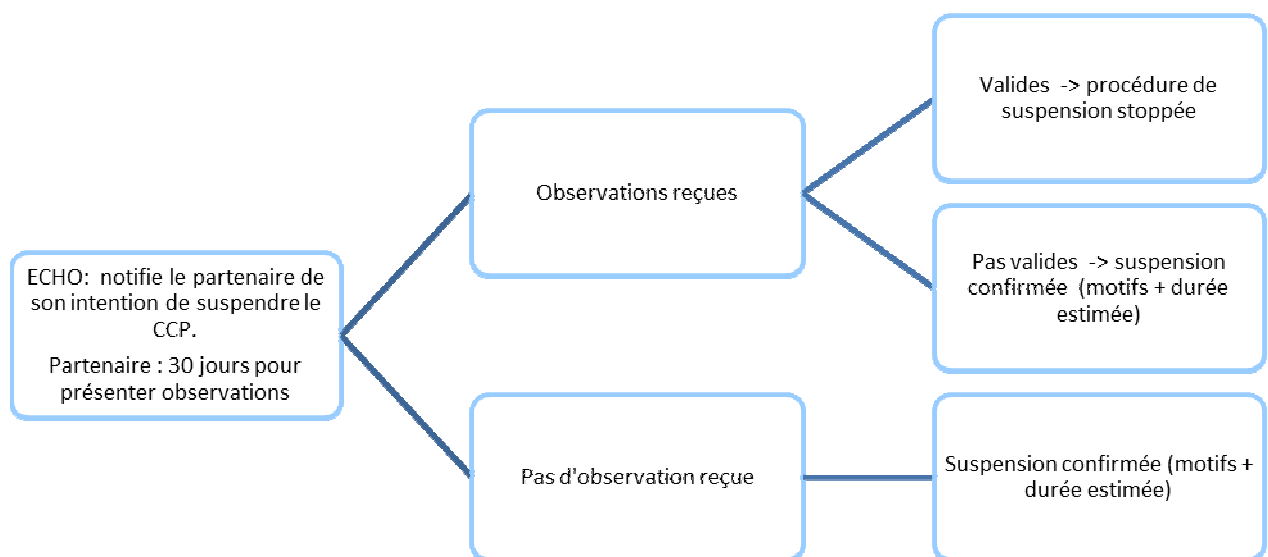 ECHO: notifie le partenaire de
son intention de suspendre le
CCP.
Partenaire : 30 jours pour
présenter observations
Observations reçues
Pas d'observation reçue
Valides -> procédure de
suspension stoppée
Pas valides -> suspension
confirmée (motifs + durée
estimée)
Suspension confirmée (motifs +
durée estimée)